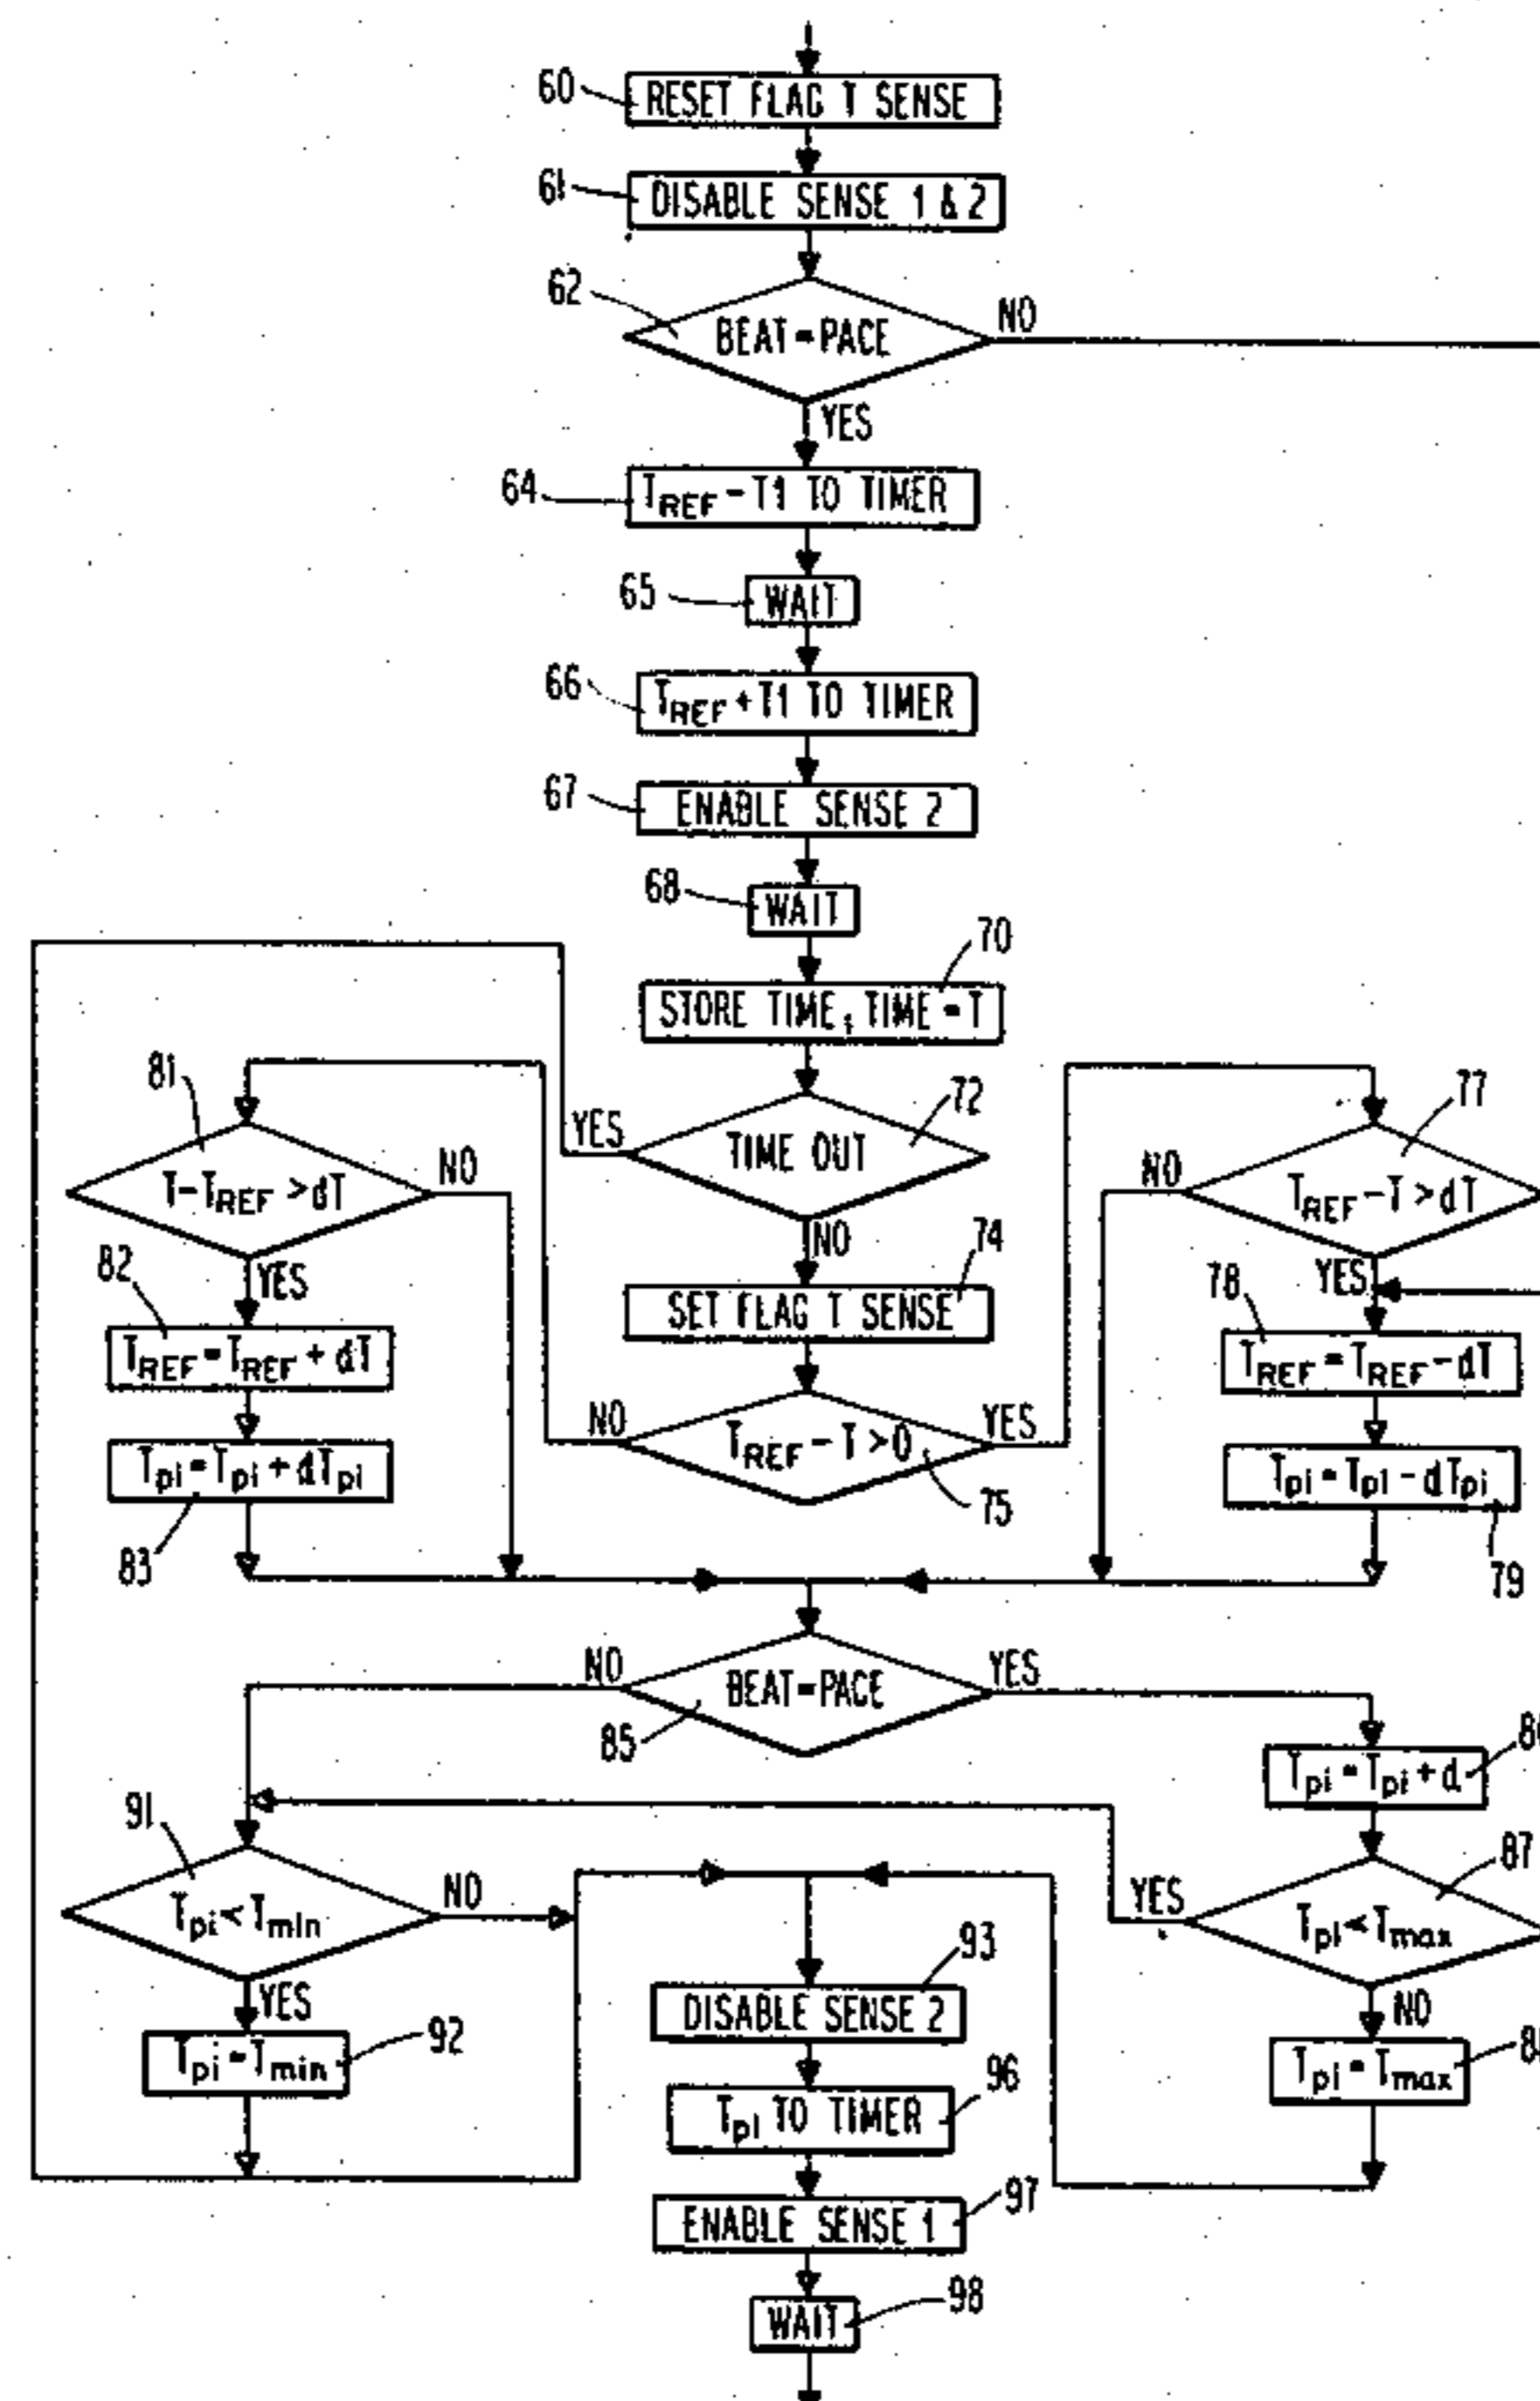 60 RESET FLAG T SENSE
61 DISABLE SENSE 1 & 2
62 BEAT = PACE NO
YES
64 TREF - T1 TO TIMER
65 WAIT
66 TREF + T1 TO TIMER
67 ENABLE SENSE 2
68 WAIT
70
STORE TIME, TIME = T
81 72 77
YES TIME OUT
T - TREF > dT NO
NO TREF - T > dT
NO
82 YES 74 78 YES
SET FLAG T SENSE
TREF = TREF + dT
TREF = TREF - dT
NO TREF - T > 0 YES
Tpi = Tpi + dTpi
Tpi = Tpi - dTpi
83 75 79
NO BEAT = PACE YES
85
Tpi = Tpi + d
91 87
Tpi < Tmin NO
YES Tpi < Tmax
93
YES DISABLE SENSE 2 NO
Tpi = Tmin 92
Tpi = Tmax
96
Tpi TO TIMER
97
ENABLE SENSE 1
WAIT 98